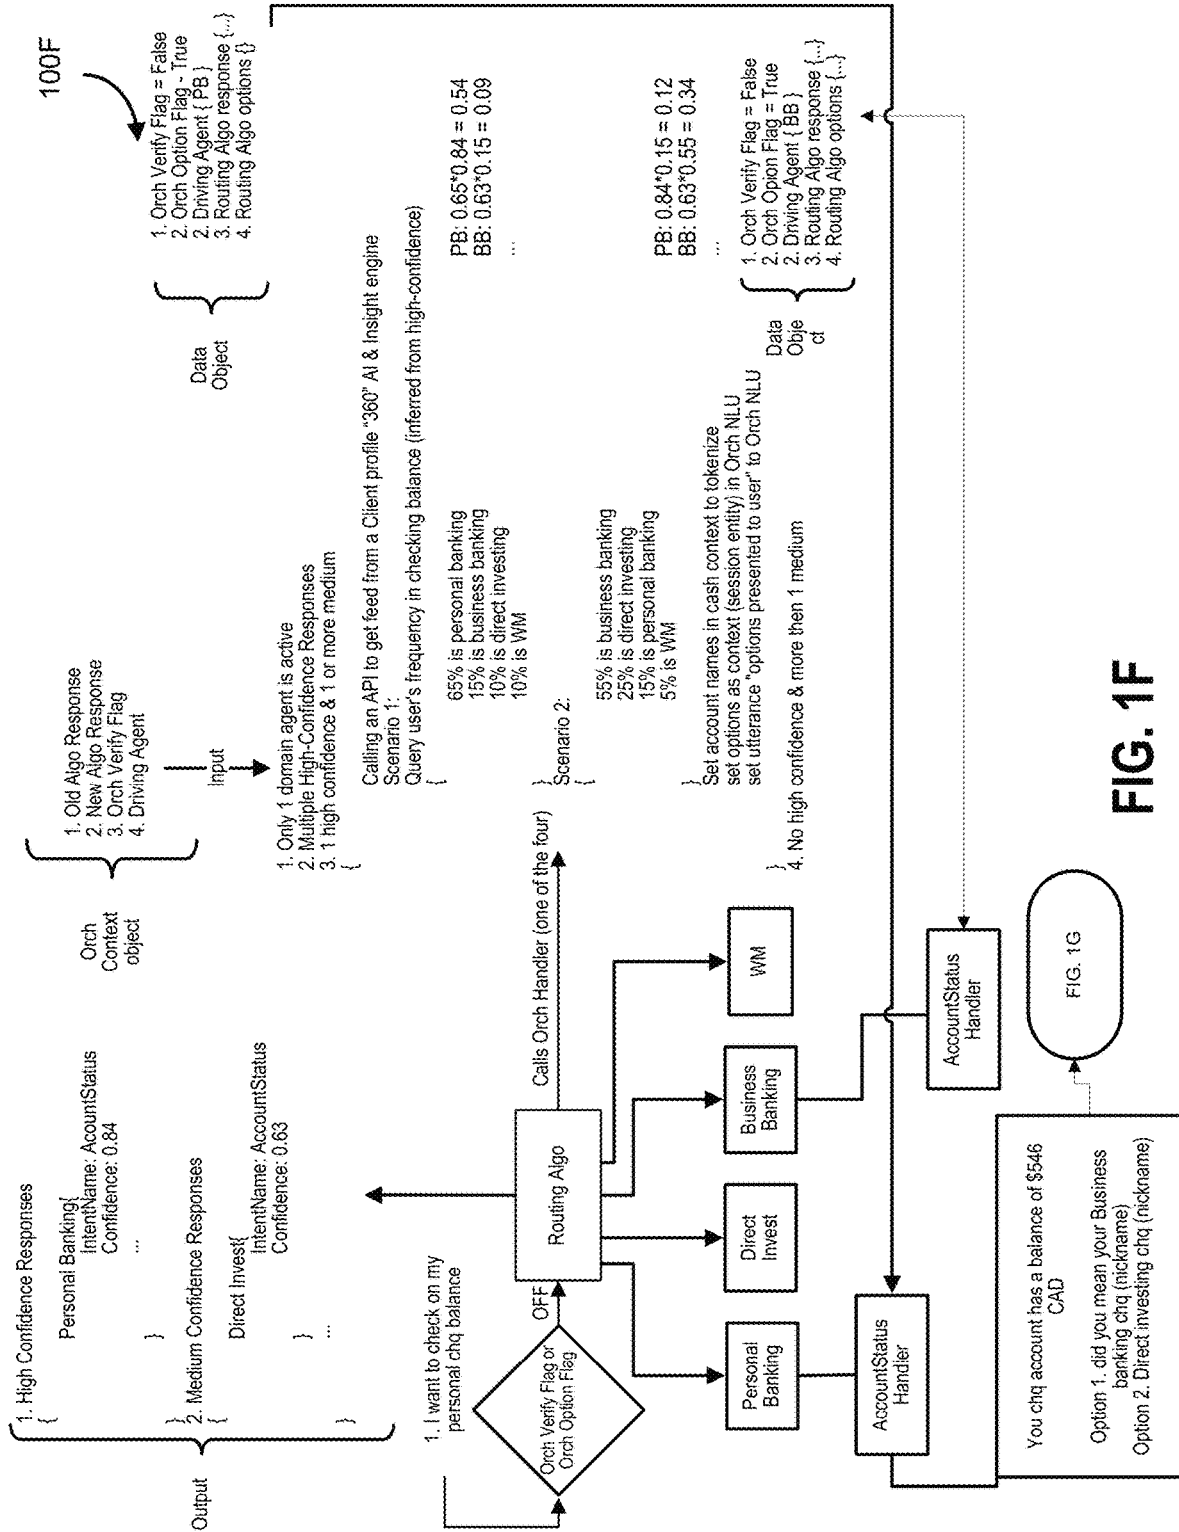 100F
Output
1. High Confidence Responses
{
Personal Banking{
IntentName: AccountStatus
Confidence: 0.84
...
}
}
2. Medium Confidence Responses
{
Direct Invest{
IntentName: AccountStatus
Confidence: 0.63
}
...
}
Orch
Context
object
1. Old Algo Response
2. New Algo Response
3. Orch Verify Flag
4. Driving Agent
Input
Data
Object
1. Orch Verify Flag = False
2. Orch Option Flag - True
2. Driving Agent { PB }
3. Routing Algo response {...}
4. Routing Algo options {}
1. Only 1 domain agent is active
2. Multiple High-Confidence Responses
3. 1 high confidence & 1 or more medium
{
Calling an API to get feed from a Client profile "360" AI & Insight engine
Scenario 1:
Query user's frequency in checking balance (inferred from high-confidence)
{
65% is personal banking
15% is business banking
10% is direct investing
10% is WM
PB: 0.65*0.84 = 0.54
BB: 0.63*0.15 = 0.09
...
}
Scenario 2:
{
55% is business banking
25% is direct investing
15% is personal banking
5% is WM
PB: 0.84*0.15 = 0.12
BB: 0.63*0.55 = 0.34
...
}
Set account names in cash context to tokenize
set options as context (session entity) in Orch NLU
set utterance "options presented to user" to Orch NLU
}
4. No high confidence & more then 1 medium
Data
Obje
ct
1. Orch Verify Flag = False
2. Orch Opion Flag = True
2. Driving Agent { BB }
3. Routing Algo response {...}
4. Routing Algo options {...}
1. I want to check on my
personal chq balance
Orch Verify Flag or
Orch Option Flag
OFF
Routing Algo
Calls Orch Handler (one of the four)
Personal
Banking
Direct
Invest
Business
Banking
WM
AccountStatus
Handler
AccountStatus
Handler
You chq account has a balance of $546
CAD
Option 1. did you mean your Business
banking chq (nickname)
Option 2. Direct investing chq (nickname)
FIG. 1G
FIG. 1F